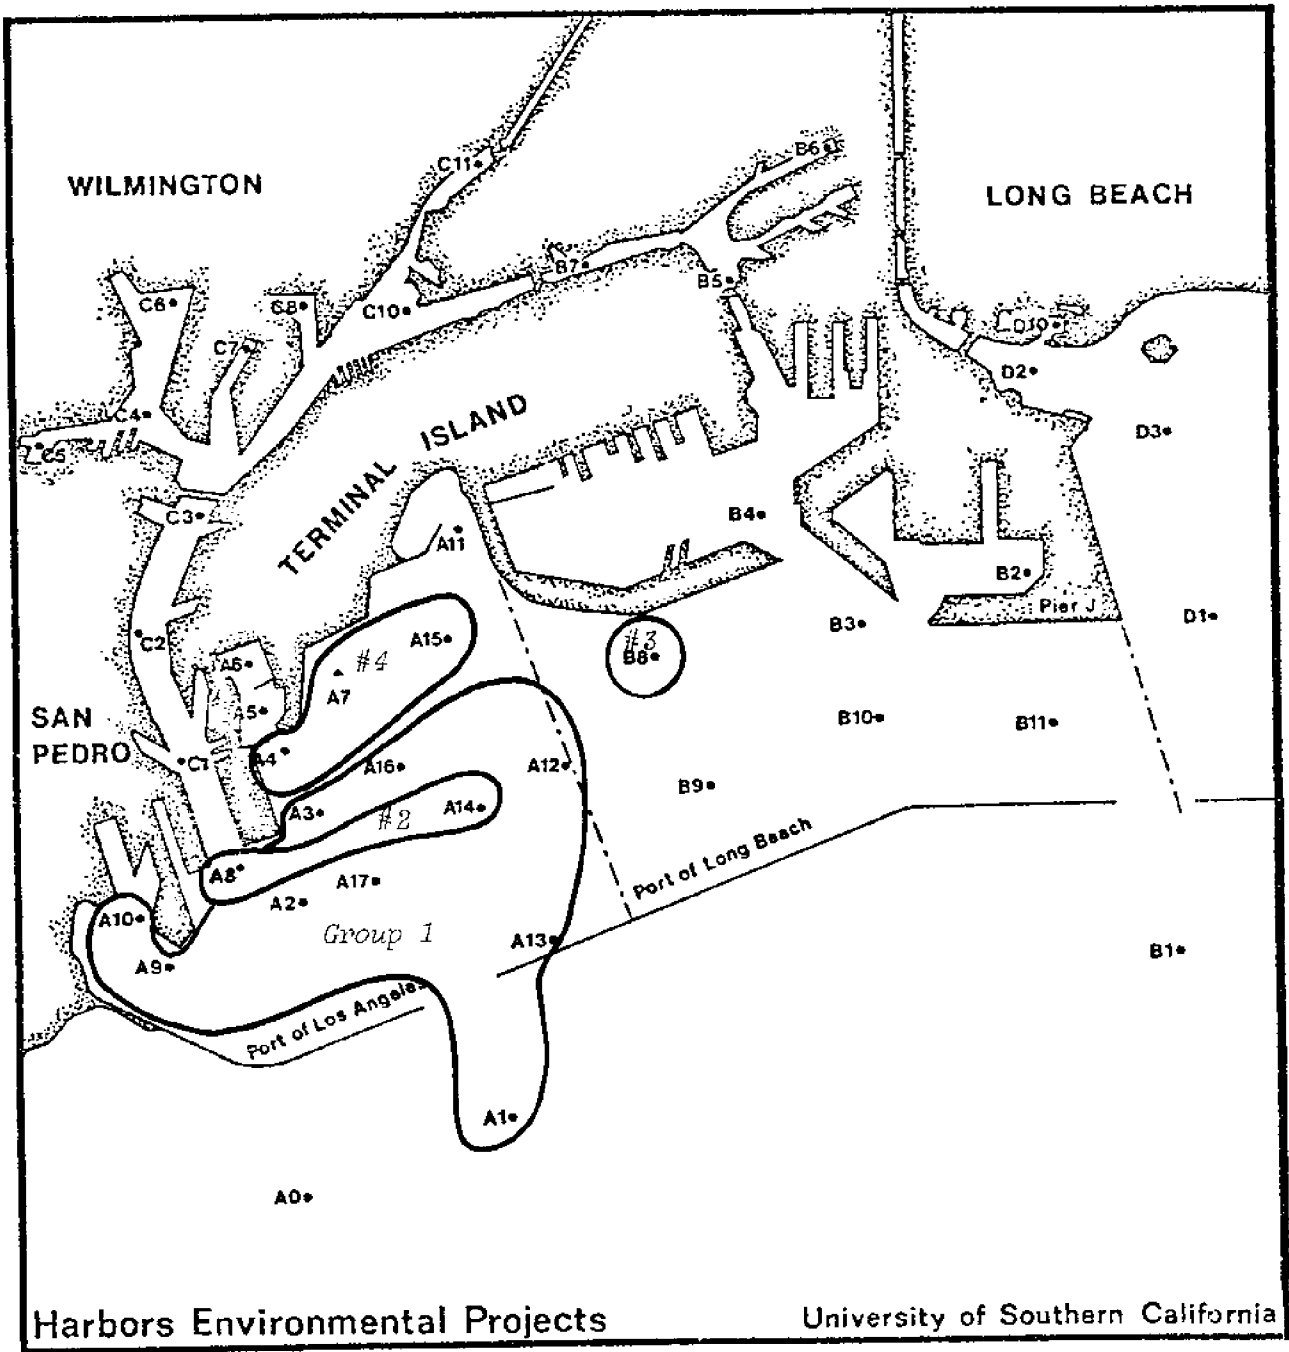 C11
B6
WILMINGTON
LONG BEACH
B7
B5
C6
C8
C10
D10
C7
D2
C4
ISLAND
D3
C5
TERMINAL
C3
B4
A11
B2
Pier J
C2
A15
B3
D1
#3
B8
A6
#4
A7
SAN
PEDRO
A5
B10
B11
A4
C1
A16
A12
B9
A3
A14
#2
Port of Long Beach
A8
A17
A2
A10
Group 1
A13
A9
B1
Port of Los Angeles
A1
A0
Harbors Environmental Projects
University of Southern California